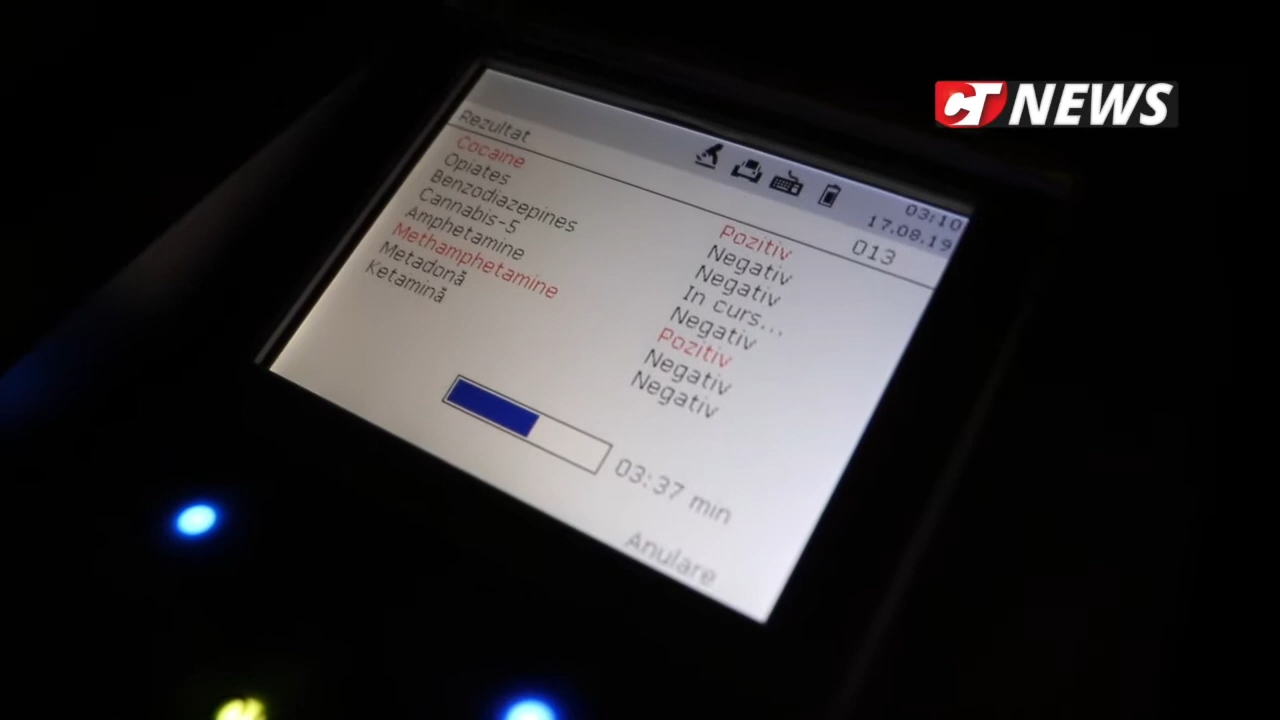 CT NEWS
03:10
17.08.19
Rezultat 013
Cocaine Pozitiv
Opiates Negativ
Benzodiazepines Negativ
Cannabis-5 In curs...
Amphetamine Negativ
Methamphetamine Pozitiv
Metadonă Negativ
Ketamină Negativ
03:37 min
Anulare